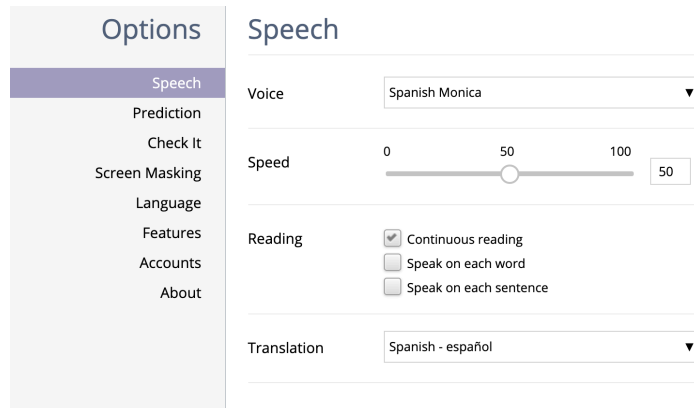 Options
Speech
Prediction
Check It
Screen Masking
Language
Features
Accounts
About
Speech
Voice
Spanish Monica
Speed
0 50 100
50
Reading
Continuous reading
Speak on each word
Speak on each sentence
Translation
Spanish - español